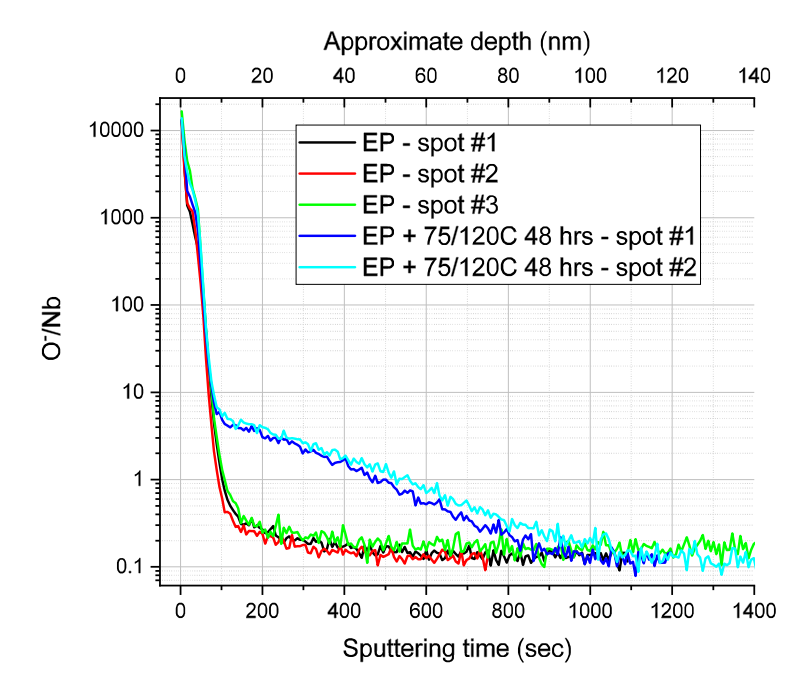 Approximate depth (nm)
0 20 40 60 80 100 120 140
10000
1000
100
10
1
0.1
O⁻/Nb
EP - spot #1
EP - spot #2
EP - spot #3
EP + 75/120C 48 hrs - spot #1
EP + 75/120C 48 hrs - spot #2
0 200 400 600 800 1000 1200 1400
Sputtering time (sec)